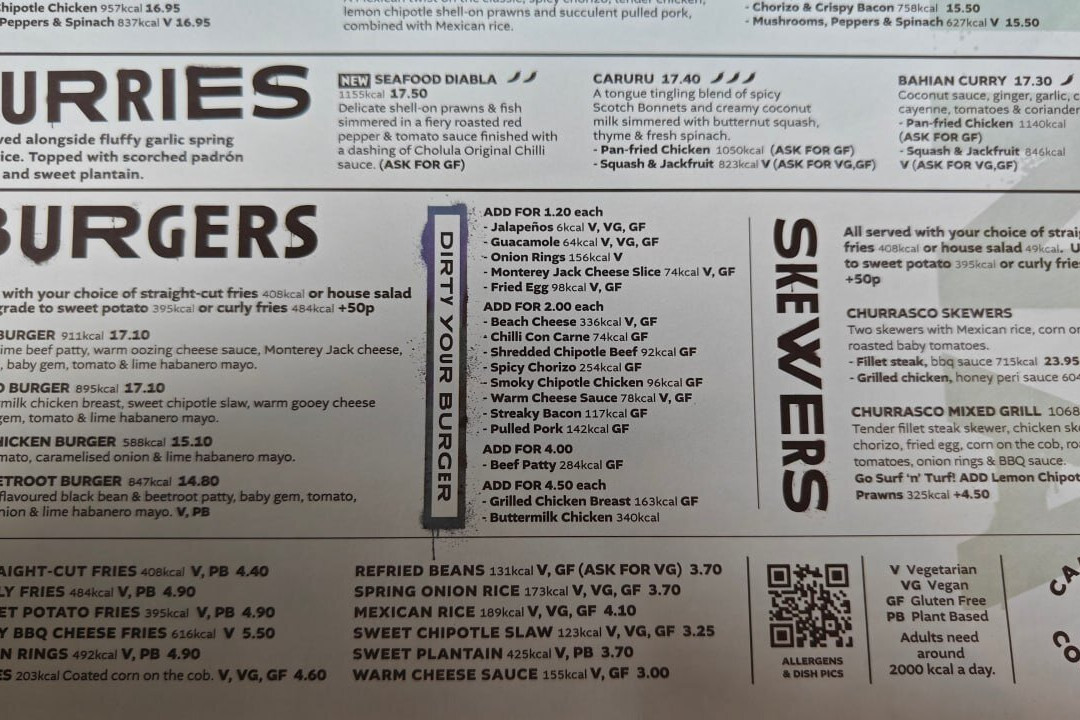 hipotle Chicken 957kcal 16.95
Peppers & Spinach 837kcal V 16.95
lemon chipotle shell-on prawns and succulent pulled pork,
combined with Mexican rice.
- Chorizo & Crispy Bacon 758kcal 15.50
- Mushrooms, Peppers & Spinach 627kcal V 15.50
URRIES
ved alongside fluffy garlic spring
ice. Topped with scorched padrón
and sweet plantain.
NEW SEAFOOD DIABLA
1155kcal 17.50
Delicate shell-on prawns & fish
simmered in a fiery roasted red
pepper & tomato sauce finished with
a dashing of Cholula Original Chilli
sauce. (ASK FOR GF)
CARURU 17.40
A tongue tingling blend of spicy
Scotch Bonnets and creamy coconut
milk simmered with butternut squash,
thyme & fresh spinach.
- Pan-fried Chicken 1050kcal (ASK FOR GF)
- Squash & Jackfruit 823kcal V (ASK FOR VG,GF)
BAHIAN CURRY 17.30
Coconut sauce, ginger, garlic, c
cayenne, tomatoes & coriander
- Pan-fried Chicken 1140kcal
(ASK FOR GF)
- Squash & Jackfruit 846kcal
V (ASK FOR VG,GF)
BURGERS
with your choice of straight-cut fries 408kcal or house salad
grade to sweet potato 395kcal or curly fries 484kcal +50p
BURGER 911kcal 17.10
ime beef patty, warm oozing cheese sauce, Monterey Jack cheese,
, baby gem, tomato & lime habanero mayo.
D BURGER 895kcal 17.10
milk chicken breast, sweet chipotle slaw, warm gooey cheese
gem, tomato & lime habanero mayo.
HICKEN BURGER 588kcal 15.10
mato, caramelised onion & lime habanero mayo.
ETROOT BURGER 847kcal 14.80
flavoured black bean & beetroot patty, baby gem, tomato,
nion & lime habanero mayo. V, PB
DIRTY YOUR BURGER
ADD FOR 1.20 each
- Jalapeños 6kcal V, VG, GF
- Guacamole 64kcal V, VG, GF
- Onion Rings 156kcal V
- Monterey Jack Cheese Slice 74kcal V, GF
- Fried Egg 98kcal V, GF
ADD FOR 2.00 each
- Beach Cheese 336kcal V, GF
- Chilli Con Carne 74kcal GF
- Shredded Chipotle Beef 92kcal GF
- Spicy Chorizo 254kcal GF
- Smoky Chipotle Chicken 96kcal GF
- Warm Cheese Sauce 78kcal V, GF
- Streaky Bacon 117kcal GF
- Pulled Pork 142kcal GF
ADD FOR 4.00
- Beef Patty 284kcal GF
ADD FOR 4.50 each
- Grilled Chicken Breast 163kcal GF
- Buttermilk Chicken 340kcal
SKEWERS
All served with your choice of straig
fries 408kcal or house salad 49kcal. U
to sweet potato 395kcal or curly fries
+50p
CHURRASCO SKEWERS
Two skewers with Mexican rice, corn on
roasted baby tomatoes.
- Fillet steak, bbq sauce 715kcal 23.95
- Grilled chicken, honey peri sauce 604
CHURRASCO MIXED GRILL 1068
Tender fillet steak skewer, chicken ske
chorizo, fried egg, corn on the cob, roa
tomatoes, onion rings & BBQ sauce.
Go Surf 'n' Turf! ADD Lemon Chipot
Prawns 325kcal +4.50
AIGHT-CUT FRIES 408kcal V, PB 4.40
LY FRIES 484kcal V, PB 4.90
ET POTATO FRIES 395kcal V, PB 4.90
Y BBQ CHEESE FRIES 616kcal V 5.50
N RINGS 492kcal V, PB 4.90
ES 203kcal Coated corn on the cob. V, VG, GF 4.60
REFRIED BEANS 131kcal V, GF (ASK FOR VG) 3.70
SPRING ONION RICE 173kcal V, VG, GF 3.70
MEXICAN RICE 189kcal V, VG, GF 4.10
SWEET CHIPOTLE SLAW 123kcal V, VG, GF 3.25
SWEET PLANTAIN 425kcal V, PB 3.70
WARM CHEESE SAUCE 155kcal V, GF 3.00
ALLERGENS
& DISH PICS
V Vegetarian
VG Vegan
GF Gluten Free
PB Plant Based
Adults need
around
2000 kcal a day.
CA
CO